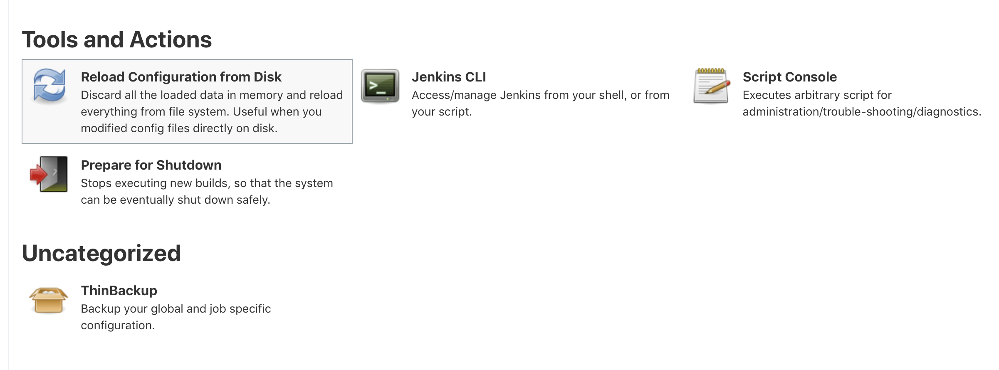 Tools and Actions
Reload Configuration from Disk
Discard all the loaded data in memory and reload
everything from file system. Useful when you
modified config files directly on disk.
Jenkins CLI
Access/manage Jenkins from your shell, or from
your script.
Script Console
Executes arbitrary script for
administration/trouble-shooting/diagnostics.
Prepare for Shutdown
Stops executing new builds, so that the system
can be eventually shut down safely.
Uncategorized
ThinBackup
Backup your global and job specific
configuration.